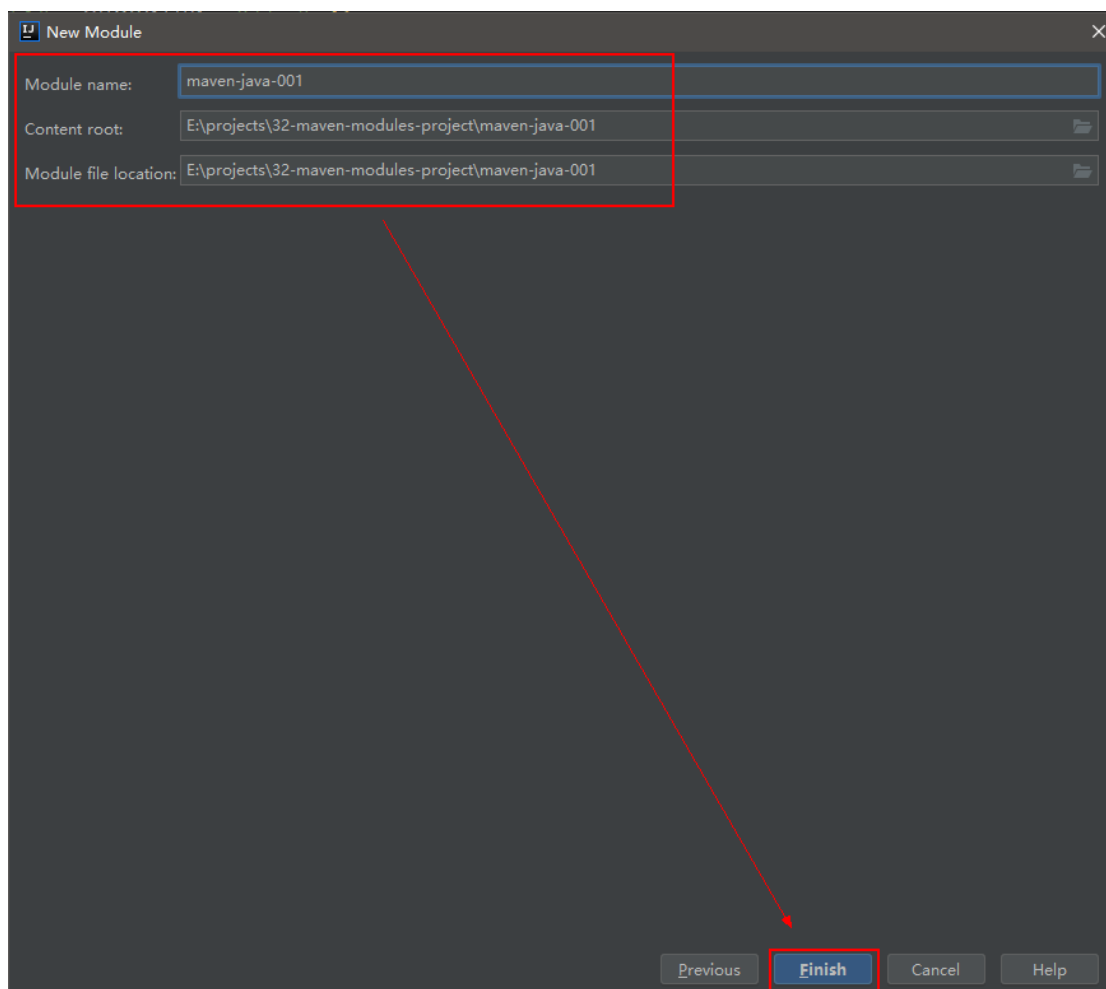 New Module
Module name: maven-java-001
Content root: E:\projects\32-maven-modules-project\maven-java-001
Module file location: E:\projects\32-maven-modules-project\maven-java-001
Previous Finish Cancel Help